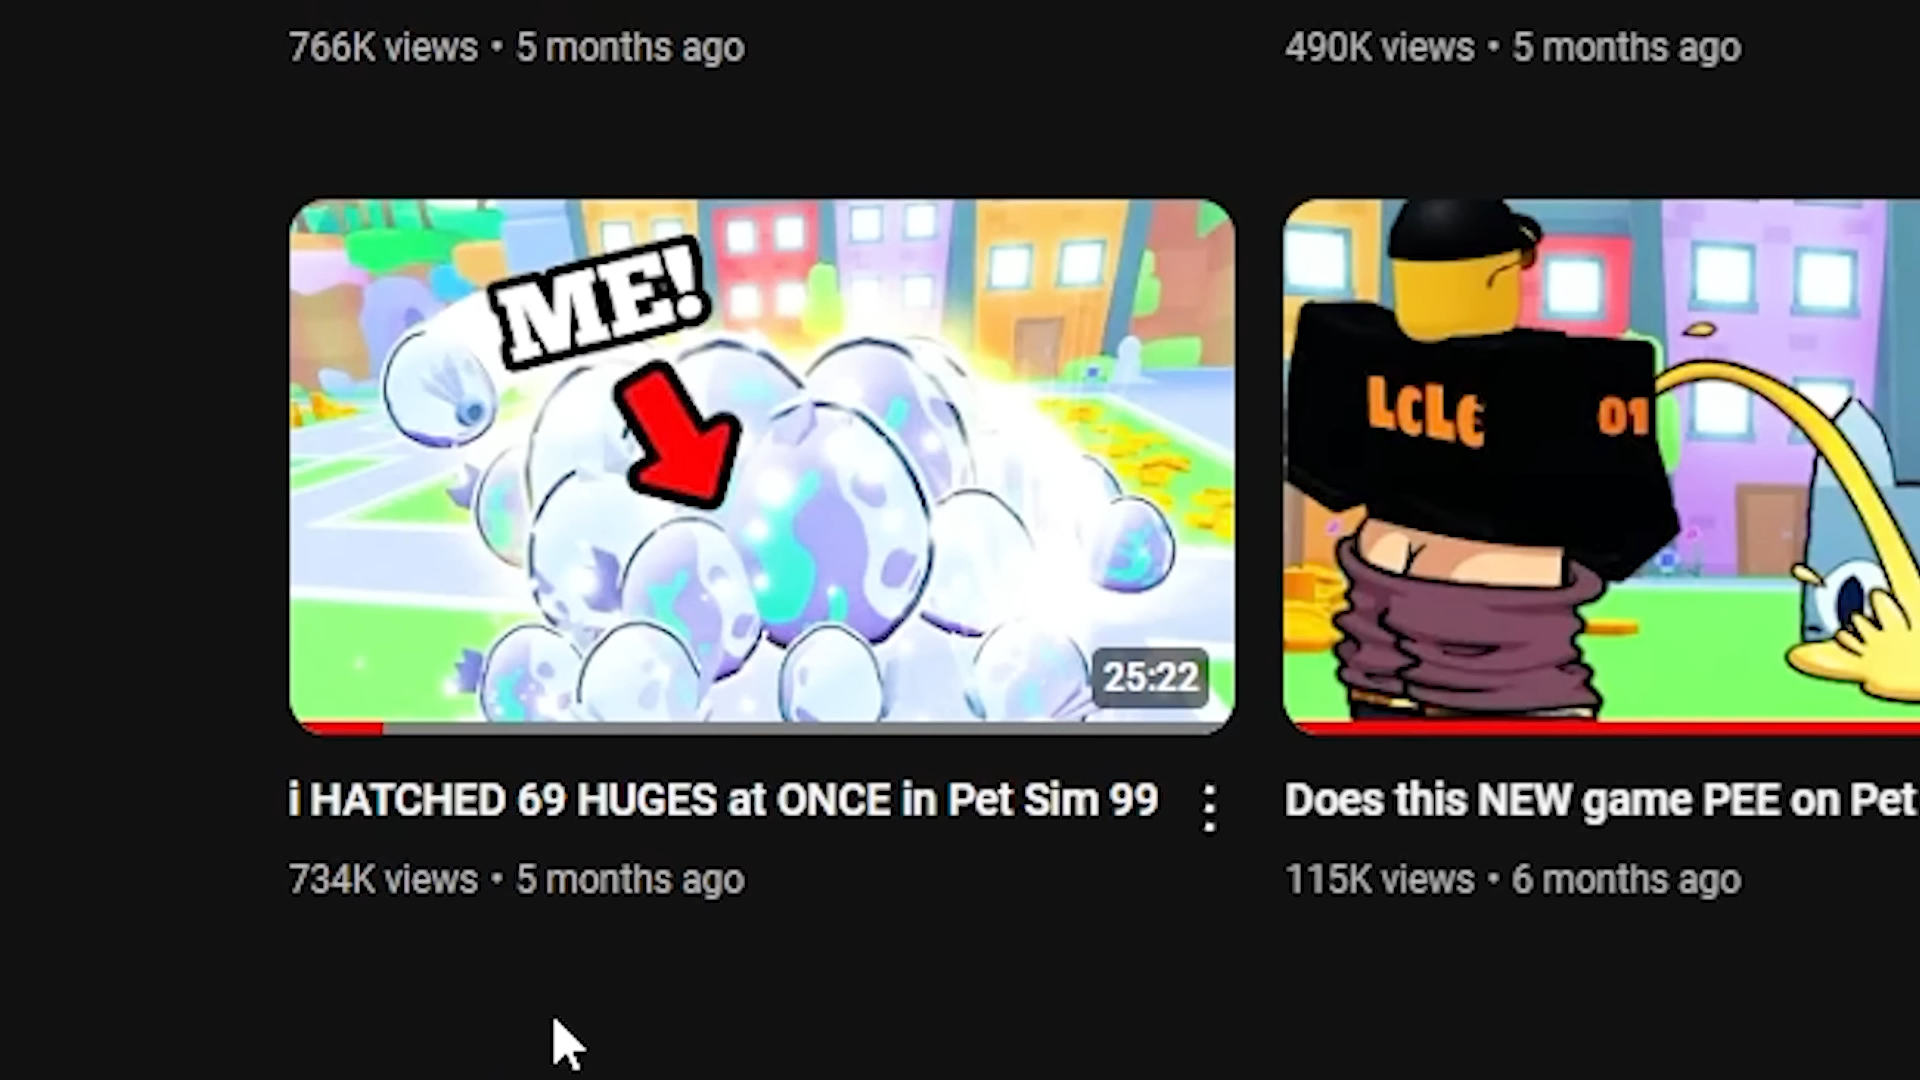 766K views • 5 months ago
490K views • 5 months ago
ME!
LCLC 01
25:22
i HATCHED 69 HUGES at ONCE in Pet Sim 99
Does this NEW game PEE on Pet
734K views • 5 months ago
115K views • 6 months ago